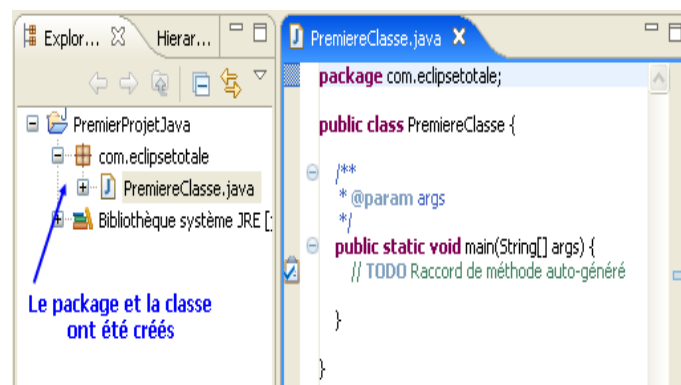 Explor...
Hierar...
PremierProjetJava
com.eclipsetotale
PremiereClasse.java
Bibliothèque système JRE [
Le package et la classe
ont été créés
PremiereClasse.java
package com.eclipsetotale;
public class PremiereClasse {
/**
* @param args
*/
public static void main(String[] args) {
// TODO Raccord de méthode auto-généré
}
}